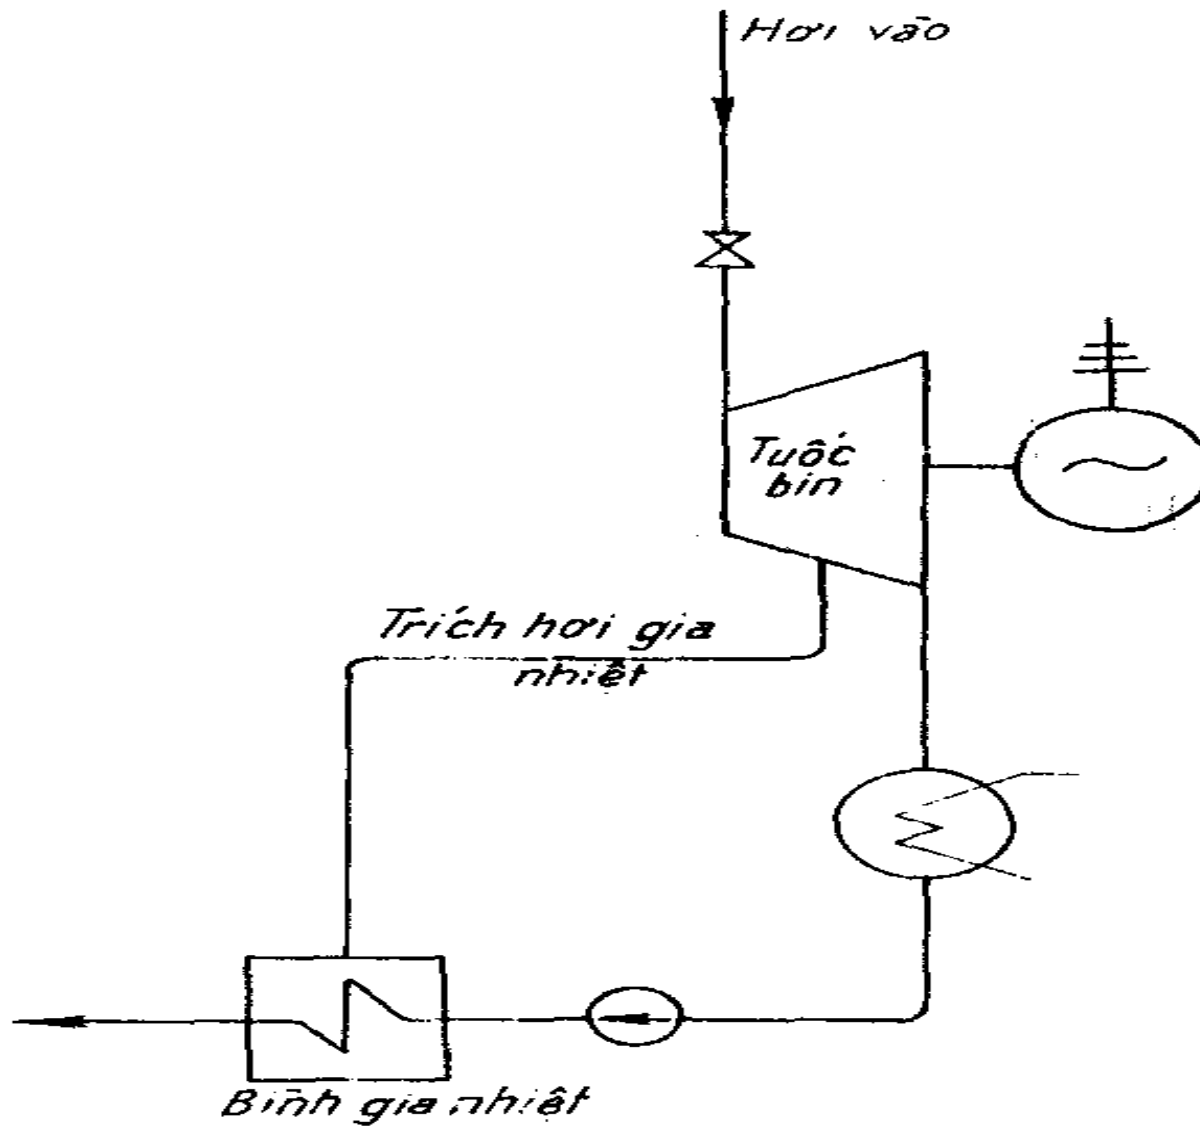 Hơi vào
Tuốc
bin
Trích hơi gia
nhiệt
Bình gia nhiệt